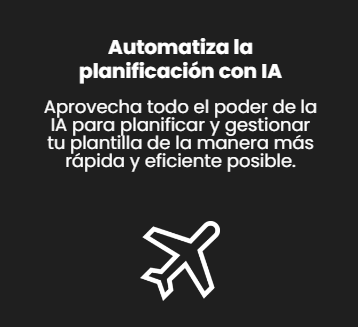 Automatiza la
planificación con IA
Aprovecha todo el poder de la
IA para planificar y gestionar
tu plantilla de la manera más
rápida y eficiente posible.